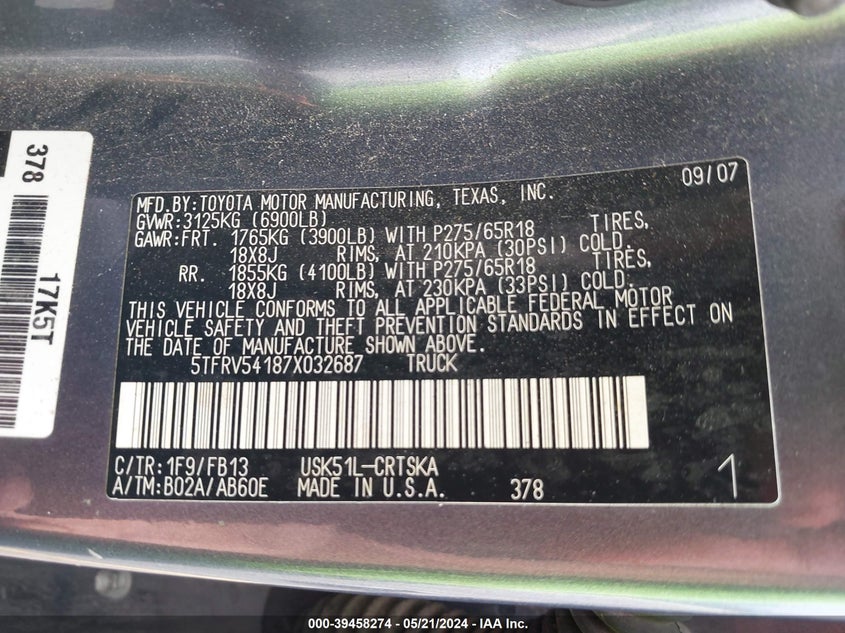 378
17K5T
09/07
MFD.BY:TOYOTA MOTOR MANUFACTURING, TEXAS, INC.
GVWR:3125KG (6900LB)
GAWR:FRT. 1765KG (3900LB) WITH P275/65R18 TIRES,
18X8J RIMS, AT 210KPA (30PSI) COLD.
RR. 1855KG (4100LB) WITH P275/65R18 TIRES,
18X8J RIMS, AT 230KPA (33PSI) COLD.
THIS VEHICLE CONFORMS TO ALL APPLICABLE FEDERAL MOTOR
VEHICLE SAFETY AND THEFT PREVENTION STANDARDS IN EFFECT ON
THE DATE OF MANUFACTURE SHOWN ABOVE.
5TFRV54187X032687 TRUCK
C/TR:1F9/FB13 USK51L-CRTSKA
A/TM:B02A/AB60E MADE IN U.S.A. 378 1
000-39458274 / 05/21/2024 - IAA Inc.